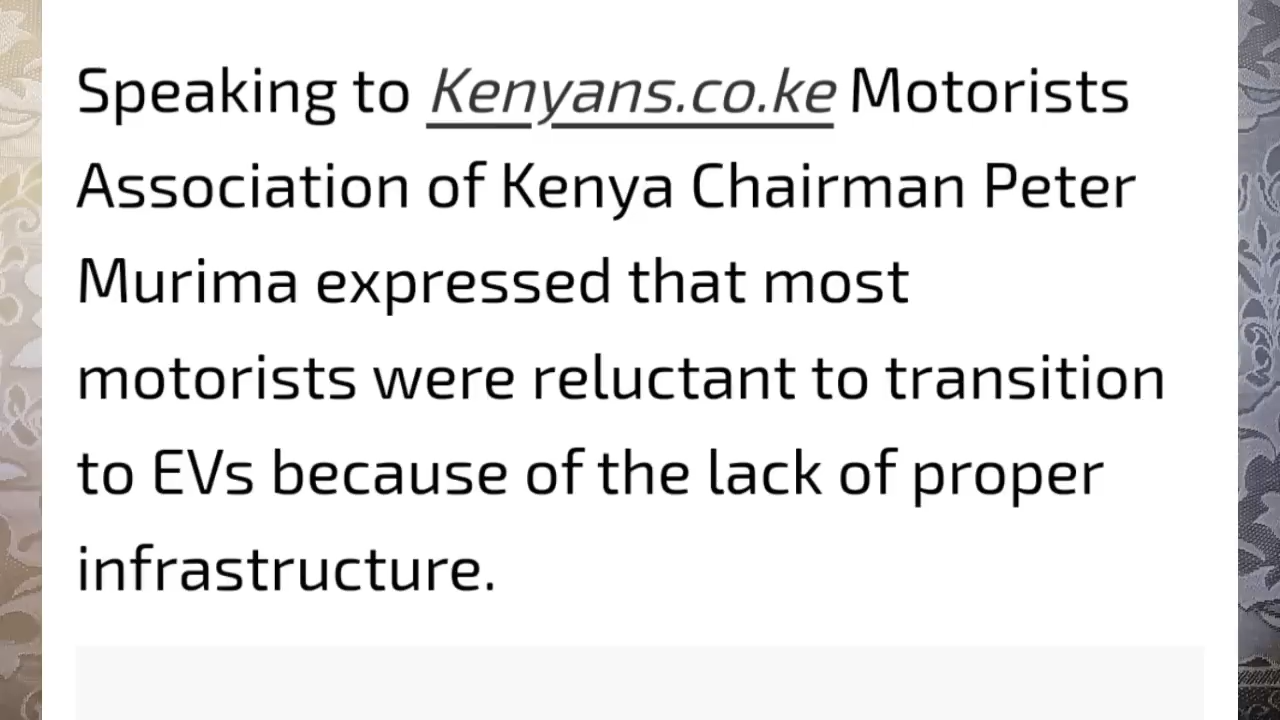 Speaking to Kenyans.co.ke Motorists
Association of Kenya Chairman Peter
Murima expressed that most
motorists were reluctant to transition
to EVs because of the lack of proper
infrastructure.